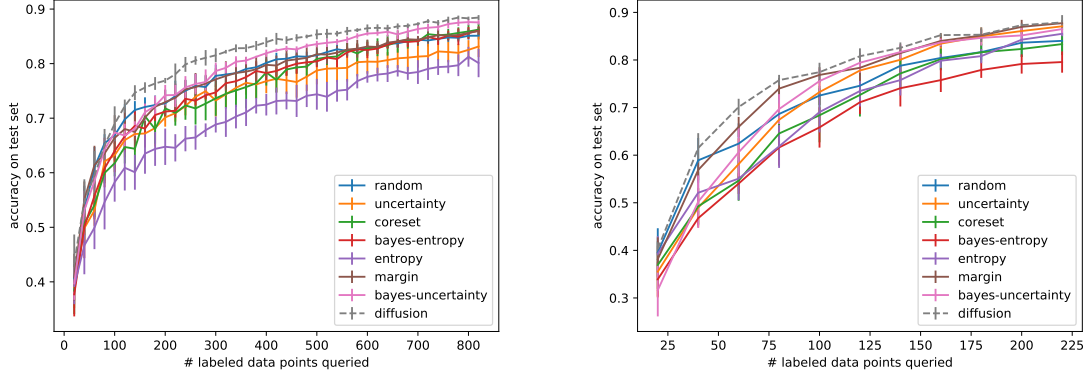 accuracy on test set
0.9
0.8
0.7
0.6
0.5
0.4
0 100 200 300 400 500 600 700 800
# labeled data points queried
random
uncertainty
coreset
bayes-entropy
entropy
margin
bayes-uncertainty
diffusion
accuracy on test set
0.9
0.8
0.7
0.6
0.5
0.4
0.3
25 50 75 100 125 150 175 200 225
# labeled data points queried
random
uncertainty
coreset
bayes-entropy
entropy
margin
bayes-uncertainty
diffusion